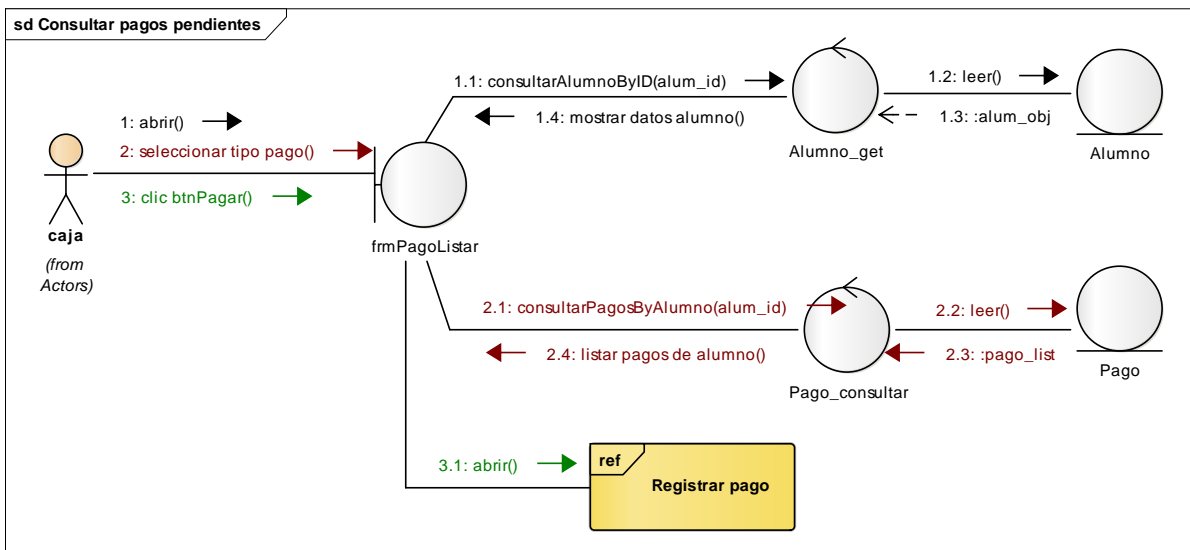 sd Consultar pagos pendientes
1.1: consultarAlumnoByID(alum_id)
1.2: leer()
1.4: mostrar datos alumno()
1.3: :alum_obj
1: abrir()
Alumno_get
Alumno
2: seleccionar tipo pago()
3: clic btnPagar()
caja
(from
Actors)
frmPagoListar
2.1: consultarPagosByAlumno(alum_id)
2.2: leer()
2.4: listar pagos de alumno()
2.3: :pago_list
Pago_consultar
Pago
3.1: abrir()
ref
Registrar pago